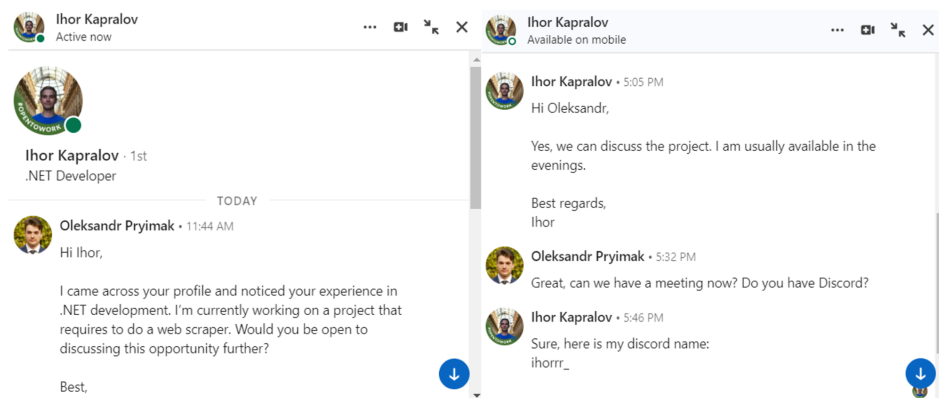 Ihor Kapralov
Active now
#OPENTOWORK
Ihor Kapralov · 1st
.NET Developer
TODAY
Oleksandr Pryimak • 11:44 AM
Hi Ihor,
I came across your profile and noticed your experience in
.NET development. I'm currently working on a project that
requires to do a web scraper. Would you be open to
discussing this opportunity further?
Best,
Ihor Kapralov
Available on mobile
Ihor Kapralov • 5:05 PM
Hi Oleksandr,
Yes, we can discuss the project. I am usually available in the
evenings.
Best regards,
Ihor
Oleksandr Pryimak • 5:32 PM
Great, can we have a meeting now? Do you have Discord?
Ihor Kapralov • 5:46 PM
Sure, here is my discord name:
ihorrr_